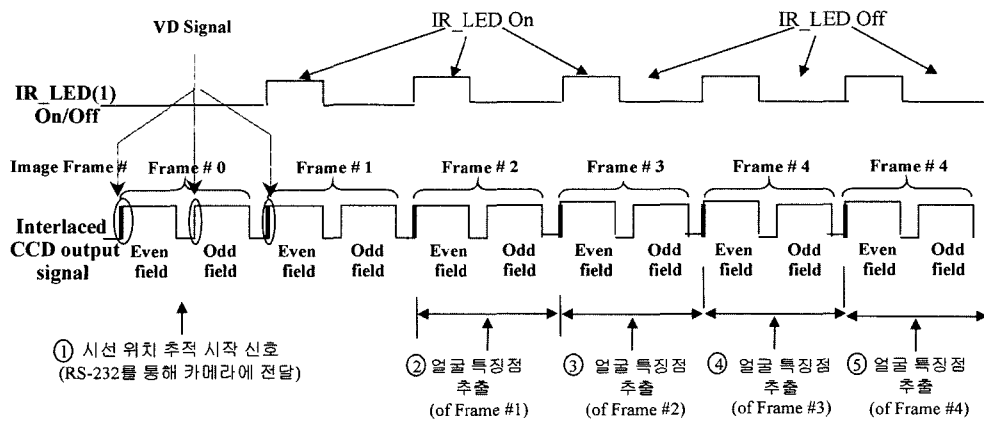 VD Signal
IR_LED On
IR_LED Off
IR_LED(1)
On/Off
Image Frame #
Frame # 0
Frame # 1
Frame # 2
Frame # 3
Frame # 4
Frame # 4
Interlaced
CCD output
signal
Even
field
Odd
field
Even
field
Odd
field
Even
field
Odd
field
Even
field
Odd
field
Even
field
Odd
field
Even
field
Odd
field
① 시선 위치 추적 시작 신호
(RS-232를 통해 카메라에 전달)
② 얼굴 특징점
추출
(of Frame #1)
③ 얼굴 특징점
추출
(of Frame #2)
④ 얼굴 특징점
추출
(of Frame #3)
⑤ 얼굴 특징점
추출
(of Frame #4)